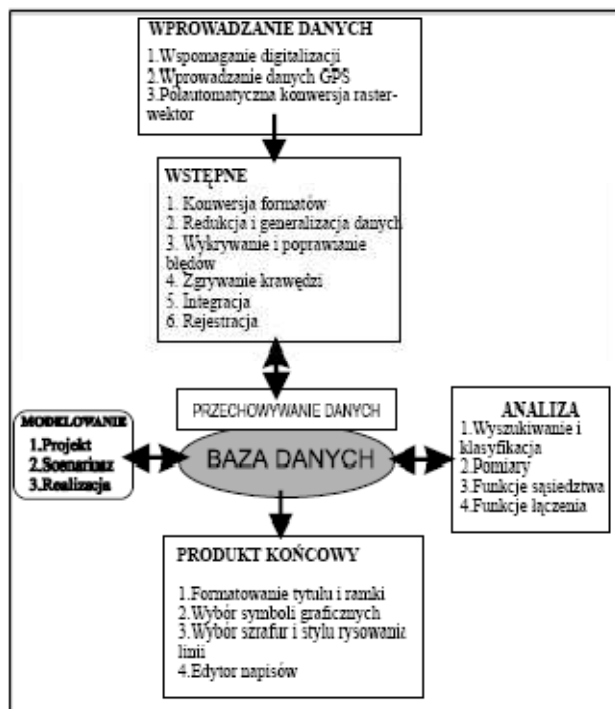 WPROWADZANIE DANYCH
1.Wspomaganie digitalizacji
2.Wprowadzanie danych GPS
3.Półautomatyczna konwersja raster-
wektor
WSTĘPNE
1. Konwersja formatów
2. Redukcja i generalizacja danych
3. Wykrywanie i poprawianie
błędów
4. Zgrywanie krawędzi
5. Integracja
6. Rejestracja
PRZECHOWYWANIE DANYCH
BAZA DANYCH
MODELOWANIE
1.Projekt
2.Scenariusz
3.Realizacja
ANALIZA
1.Wyszukiwanie i
klasyfikacja
2.Pomiary
3.Funkcje sąsiedztwa
4.Funkcje łączenia
PRODUKT KOŃCOWY
1.Formatowanie tytułu i ramki
2.Wybór symboli graficznych
3.Wybór szrafur i stylu rysowania
linii
4.Edytor napisów